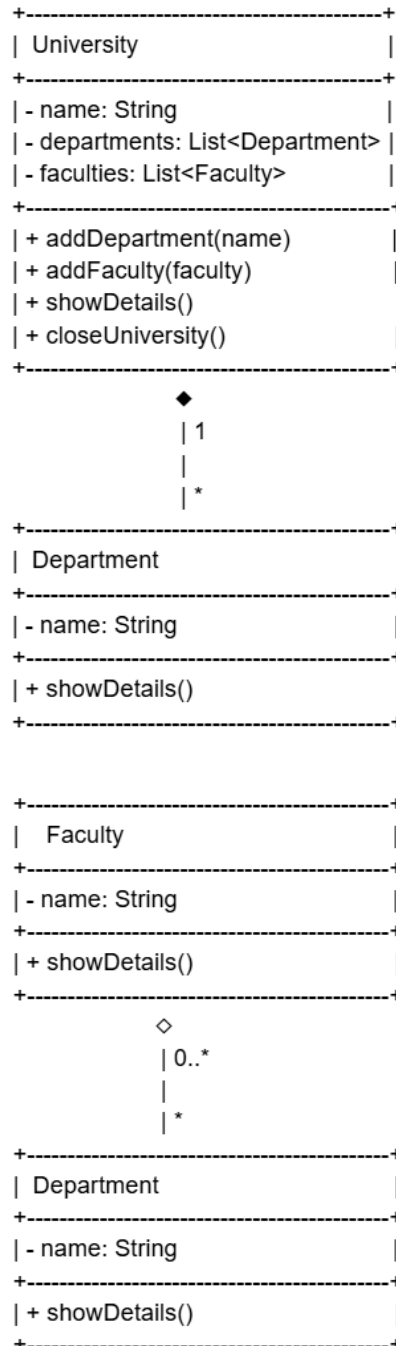 +--------------------------------------------+
| University |
+--------------------------------------------+
| - name: String |
| - departments: List<Department> |
| - faculties: List<Faculty> |
+---------------------------------------------+
| + addDepartment(name) |
| + addFaculty(faculty) |
| + showDetails()
| + closeUniversity() |
+---------------------------------------------+
◆
| 1
|
| *
+---------------------------------------------+
| Department
+---------------------------------------------+
| - name: String |
+---------------------------------------------+
| + showDetails()
+---------------------------------------------+
+---------------------------------------------+
| Faculty |
+---------------------------------------------+
| - name: String |
+---------------------------------------------+
| + showDetails() |
+---------------------------------------------+
◇
| 0..*
|
| *
+---------------------------------------------+
| Department |
+---------------------------------------------+
| - name: String |
+---------------------------------------------+
| + showDetails() |
+---------------------------------------------+